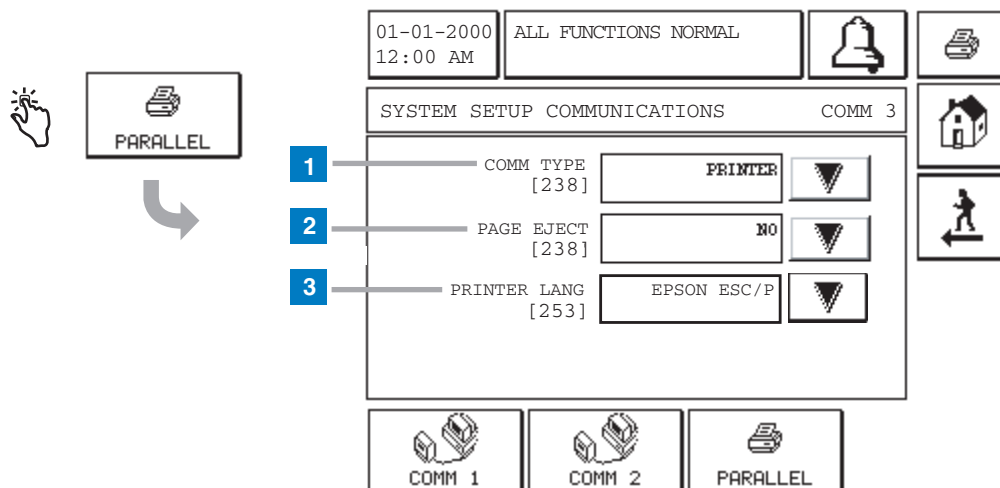 01-01-2000
12:00 AM
ALL FUNCTIONS NORMAL
PARALLEL
SYSTEM SETUP COMMUNICATIONS COMM 3
1 COMM TYPE
[238]
PRINTER
2 PAGE EJECT
[238]
NO
3 PRINTER LANG
[253]
EPSON ESC/P
COMM 1
COMM 2
PARALLEL